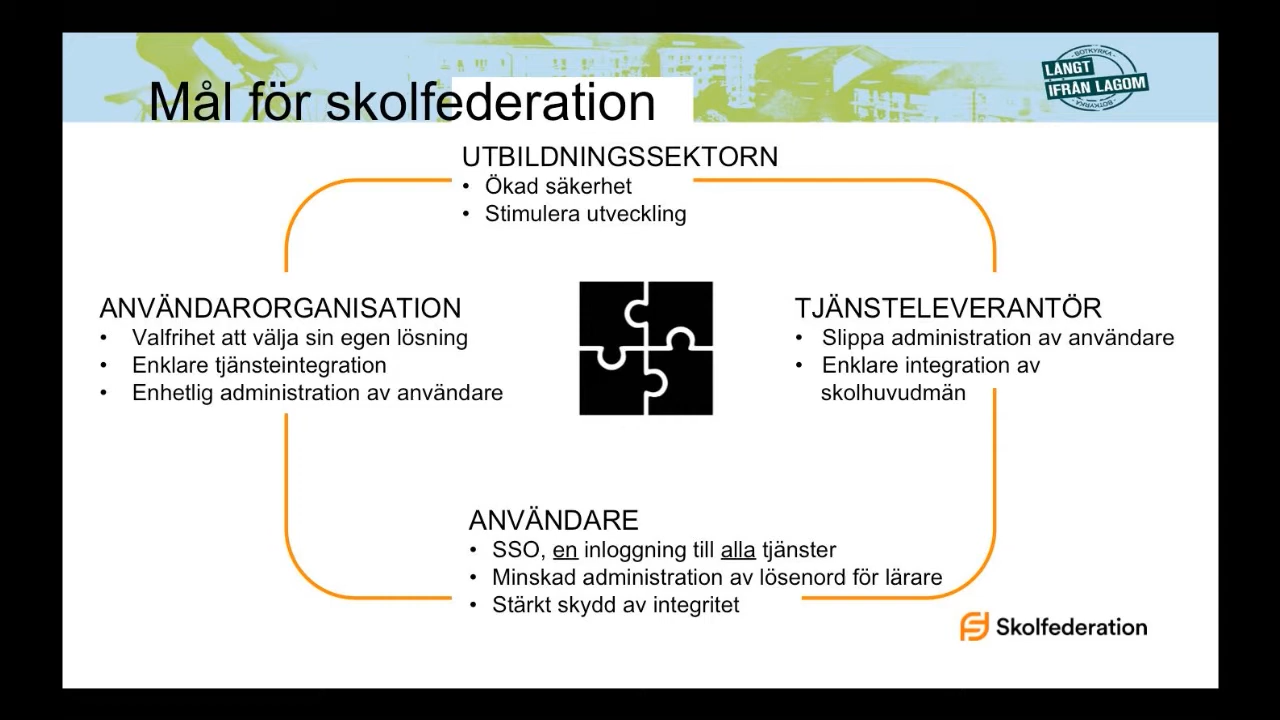 Mål för skolfederation
BOTKYRKA
LÅNGT
IFRÅN LAGOM
BOTKYRKA
UTBILDNINGSSEKTORN
• Ökad säkerhet
• Stimulera utveckling
ANVÄNDARORGANISATION
• Valfrihet att välja sin egen lösning
• Enklare tjänsteintegration
• Enhetlig administration av användare
TJÄNSTELEVERANTÖR
• Slippa administration av användare
• Enklare integration av
skolhuvudmän
ANVÄNDARE
• SSO, en inloggning till alla tjänster
• Minskad administration av lösenord för lärare
• Stärkt skydd av integritet
Skolfederation